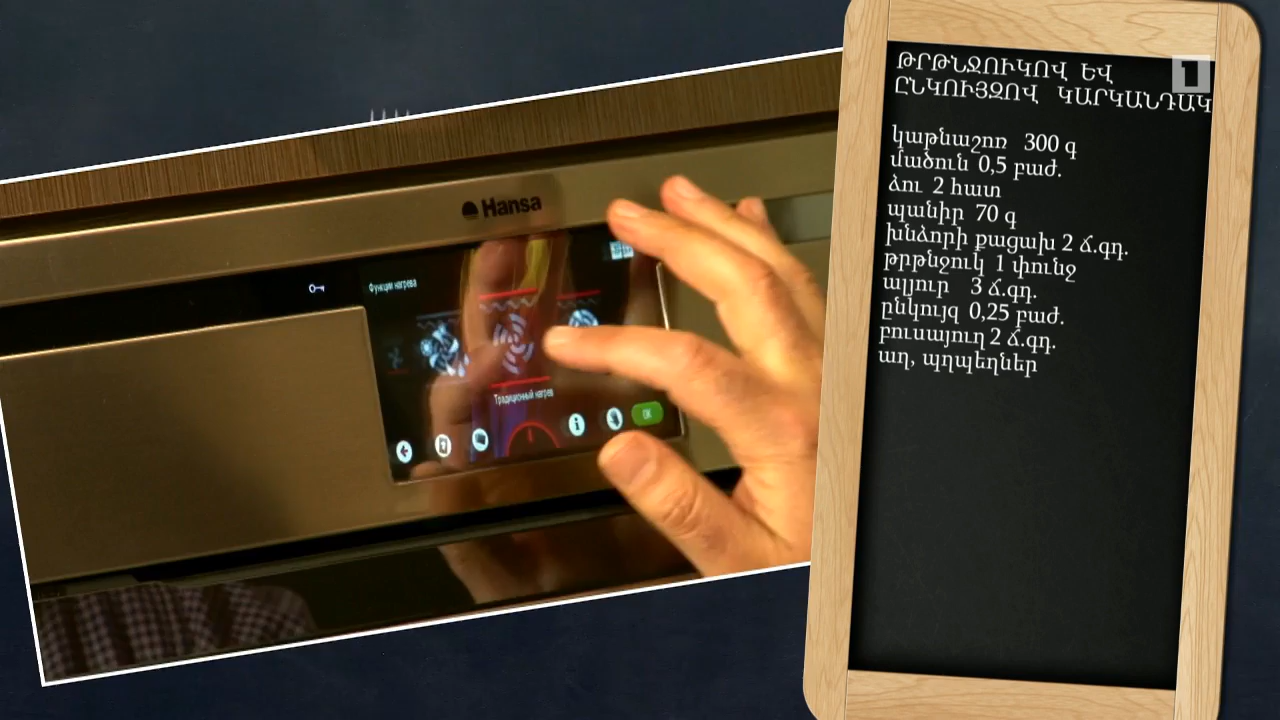 ԹՐԹՆՋՈՒԿՈՎ ԵՎ
ԸՆԿՈՒՅԶՈՎ ԿԱՐԿԱՆԴԱԿ
կաթնաշոռ 300 գ
մածուն 0,5 բաժ.
ձու 2 հատ
պանիր 70 գ
խնձորի քացախ 2 ճ.գդ.
թրթնջուկ 1 փունջ
ալյուր 3 ճ.գդ.
ընկույզ 0,25 բաժ.
բուսայուղ 2 ճ.գդ.
աղ, պղպեղներ
1
Hansa
Функции нагрева
Традиционный нагрев
OK